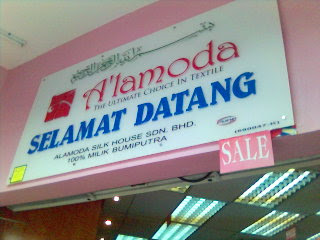 A'lamoda
THE ULTIMATE CHOICE IN TEXTILE
SELAMAT DATANG
ALAMODA SILK HOUSE SDN. BHD.
100% MILIK BUMIPUTRA
SALE